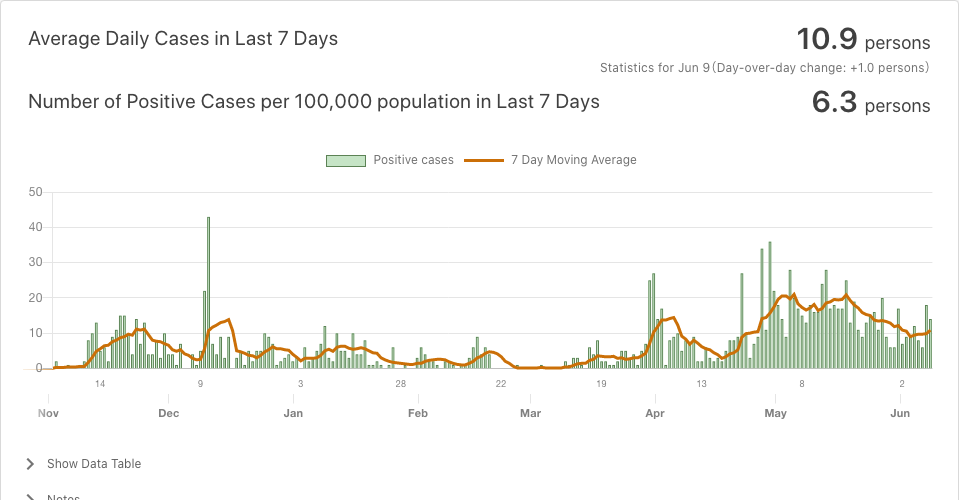 Average Daily Cases in Last 7 Days
10.9 persons
Statistics for Jun 9(Day-over-day change: +1.0 persons)
Number of Positive Cases per 100,000 population in Last 7 Days
6.3 persons
Positive cases
7 Day Moving Average
50
40
30
20
10
0
14 9 3 28 22 19 13 8 2
Nov Dec Jan Feb Mar Apr May Jun
Show Data Table
Notes